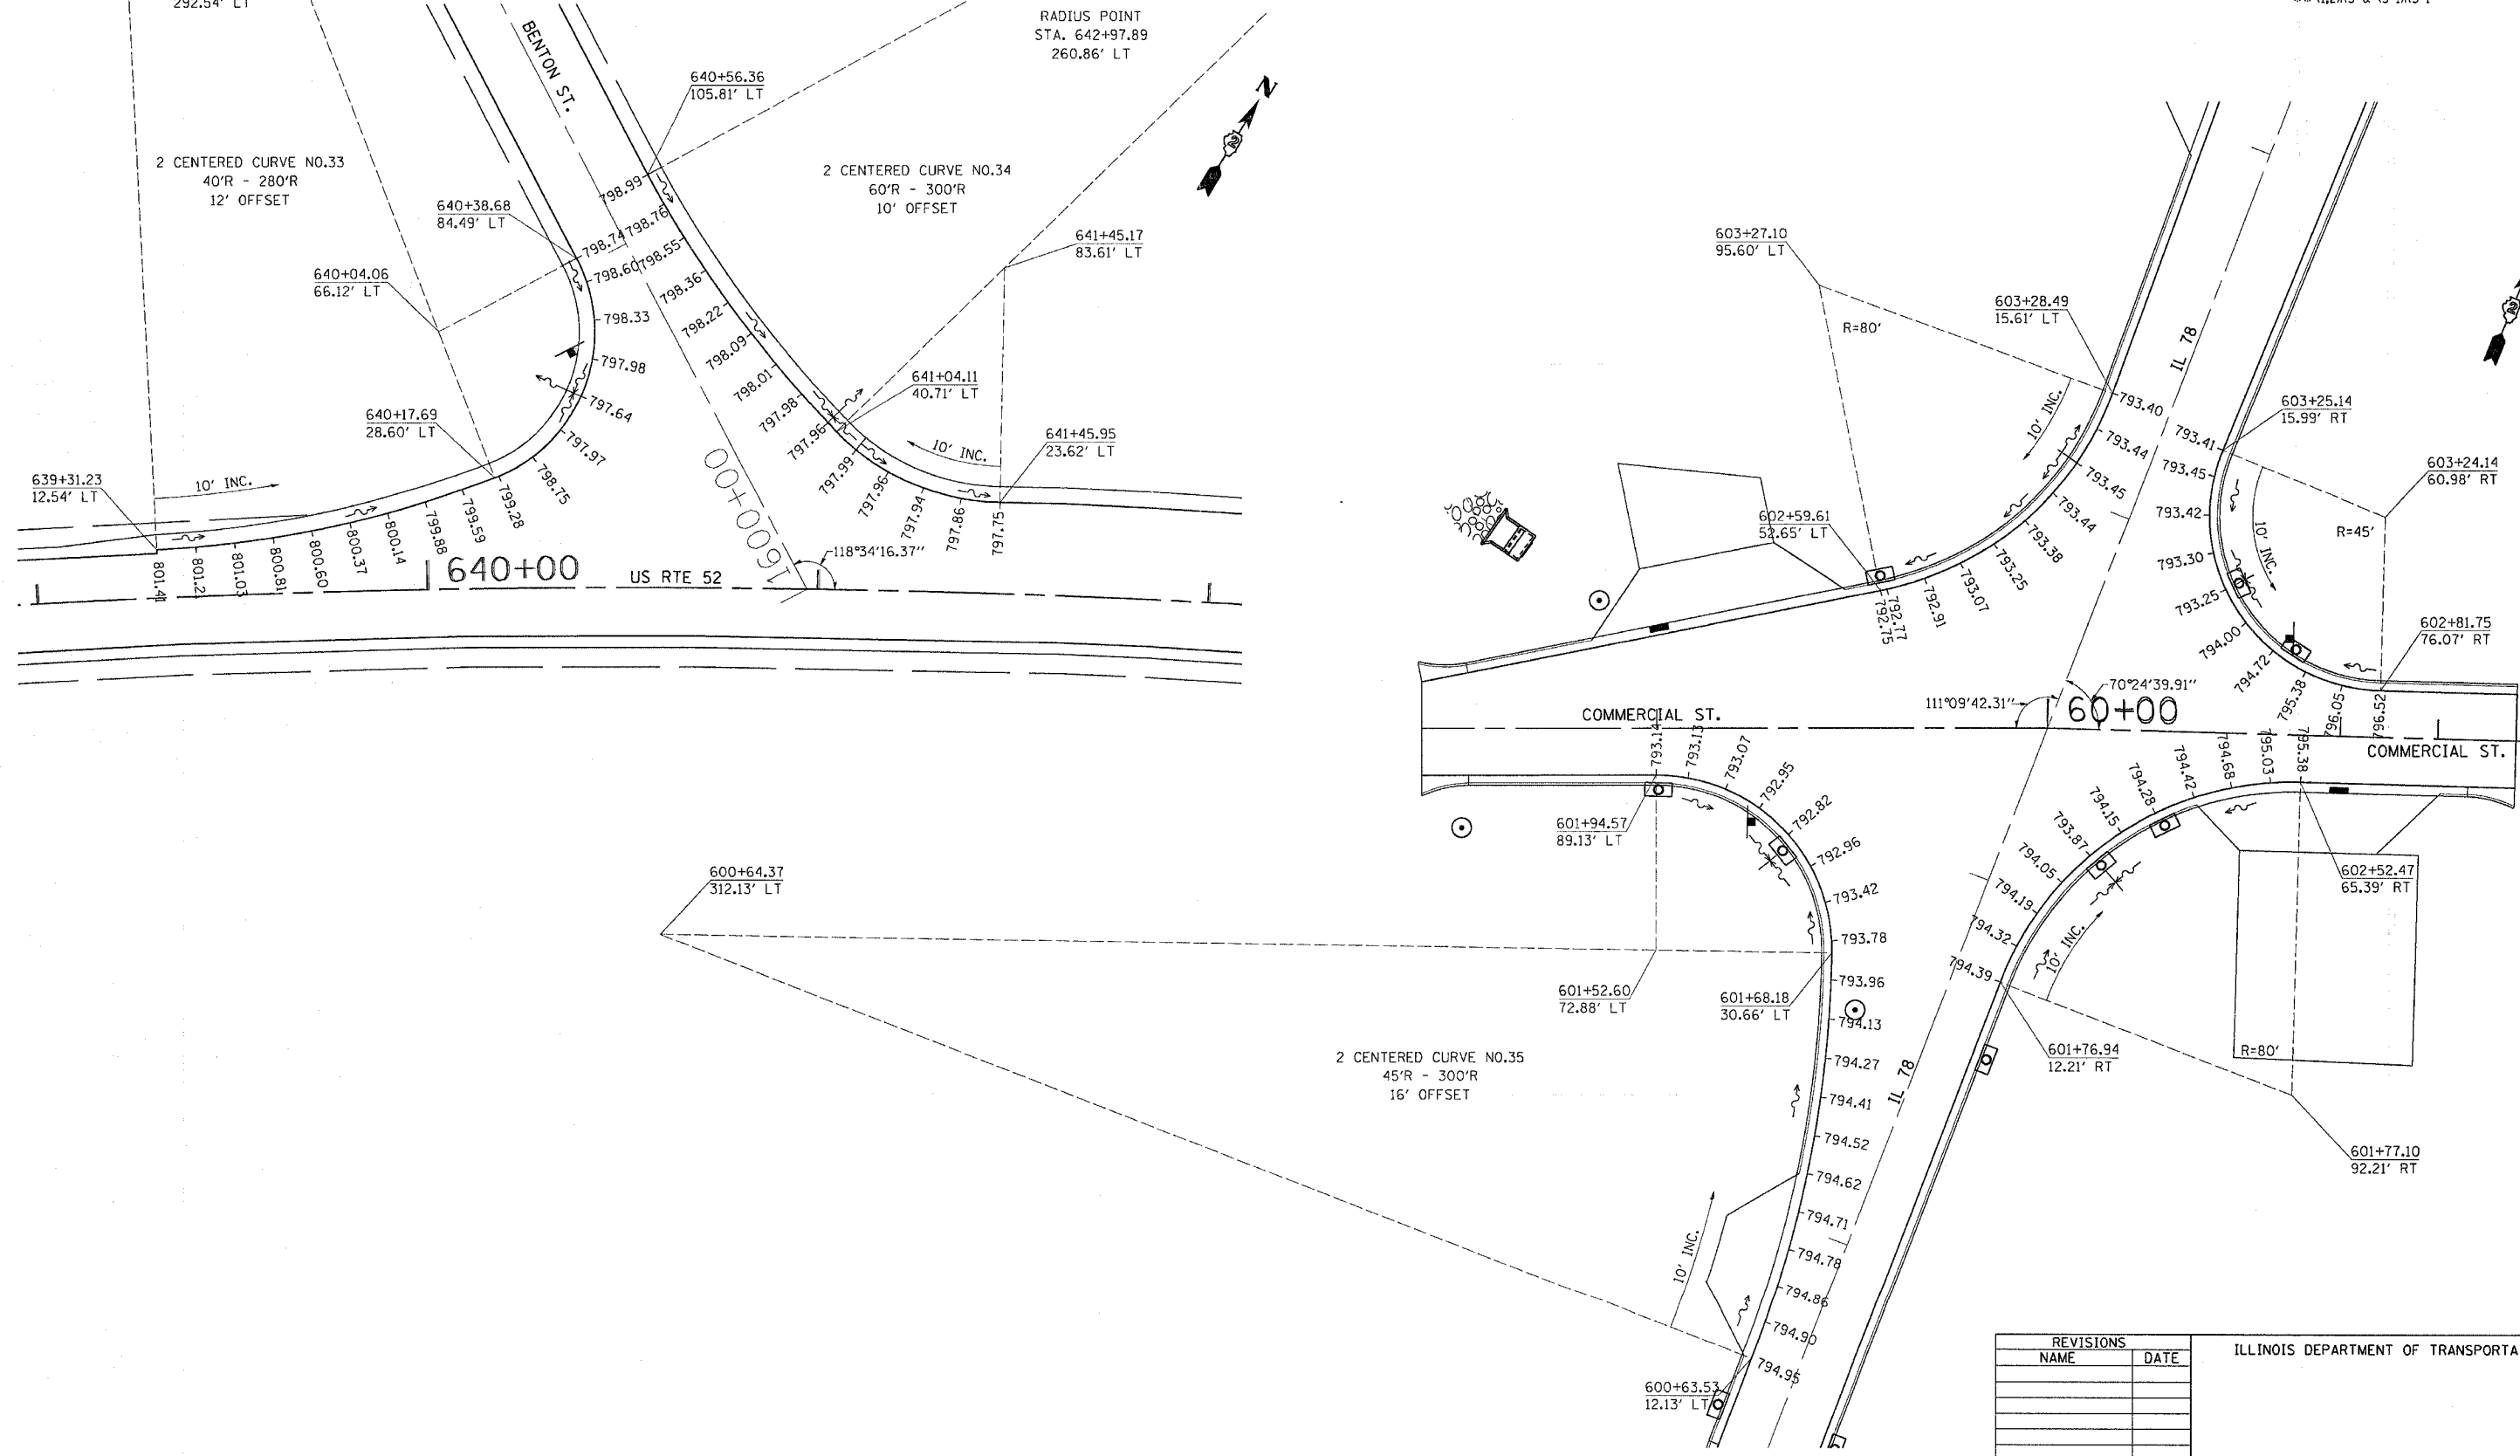 292.54' LT
RADIUS POINT
STA. 642+97.89
260.86' LT
BENTON ST.
640+56.36
105.81' LT
N
2
2 CENTERED CURVE NO.33
40'R - 280'R
12' OFFSET
2 CENTERED CURVE NO.34
60'R - 300'R
10' OFFSET
640+38.68
84.49' LT
640+04.06
66.12' LT
640+17.69
28.60' LT
639+31.23
12.54' LT
641+45.17
83.61' LT
641+04.11
40.71' LT
641+45.95
23.62' LT
10' INC.
10' INC.
798.74
798.60
798.33
797.98
797.64
797.97
798.75
799.28
799.59
799.88
800.14
800.37
800.60
800.81
801.03
801.41
798.99
798.76
798.55
798.36
798.22
798.09
798.01
797.98
797.96
797.99
797.96
797.94
797.86
797.75
640+00
US RTE 52
1600+00
118°34'16.37"
603+27.10
95.60' LT
603+28.49
15.61' LT
R=80'
10' INC.
IL 78
602+59.61
52.65' LT
793.40
793.44
793.45
793.44
793.38
793.25
793.07
792.91
792.77
792.75
603+25.14
15.99' RT
603+24.14
60.98' RT
R=45'
10' INC.
602+81.75
76.07' RT
793.41
793.45
793.42
793.30
793.25
794.00
794.72
795.38
796.05
796.52
111°09'42.31"
70°24'39.91"
60+00
COMMERCIAL ST.
COMMERCIAL ST.
793.14
793.13
793.07
792.95
792.82
792.96
793.42
793.78
793.96
794.13
794.27
794.41
794.52
794.62
794.71
794.78
794.86
794.90
794.95
601+94.57
89.13' LT
600+64.37
312.13' LT
601+52.60
72.88' LT
601+68.18
30.66' LT
2 CENTERED CURVE NO.35
45'R - 300'R
16' OFFSET
10' INC.
600+63.53
12.13' LT
IL 78
795.38
795.03
794.68
794.42
794.28
794.15
793.87
794.05
794.19
794.32
794.39
10' INC.
602+52.47
65.39' RT
601+76.94
12.21' RT
R=80'
601+77.10
92.21' RT
REVISIONS
NAME DATE
ILLINOIS DEPARTMENT OF TRANSPORTA